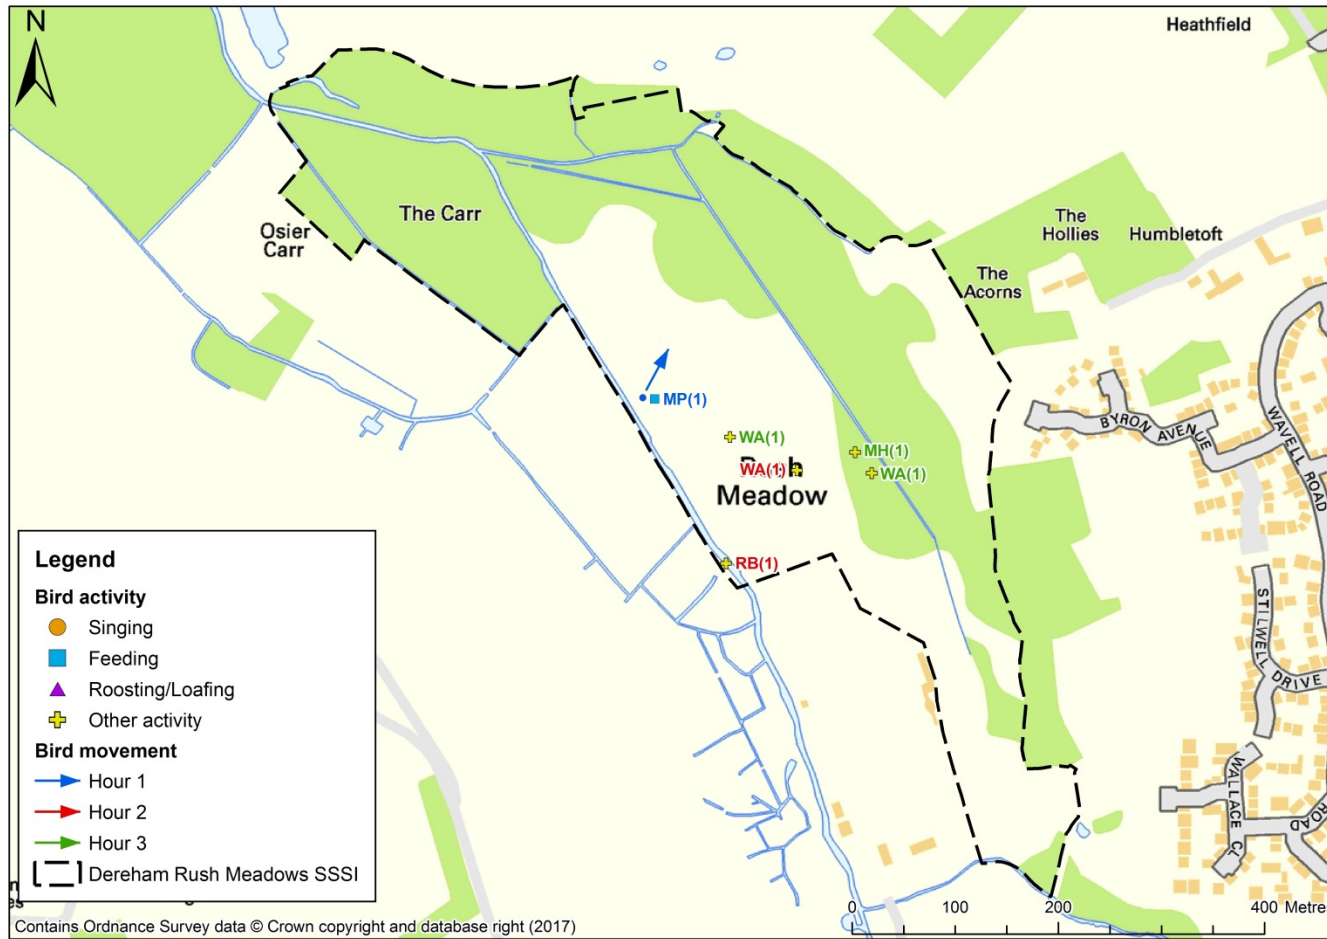 N
Heathfield
The Carr
Osier
Carr
The
Hollies
Humbletoft
The
Acorns
BYRON AVENUE
WAVELL ROAD
MP(1)
WA(1)
MH(1)
WA(1)
WA(1)
Meadow
RB(1)
STILWELL DRIVE
WALLACE CL
ROAD
Legend
Bird activity
Singing
Feeding
Roosting/Loafing
Other activity
Bird movement
Hour 1
Hour 2
Hour 3
Dereham Rush Meadows SSSI
0 100 200 400 Metre
Contains Ordnance Survey data © Crown copyright and database right (2017)